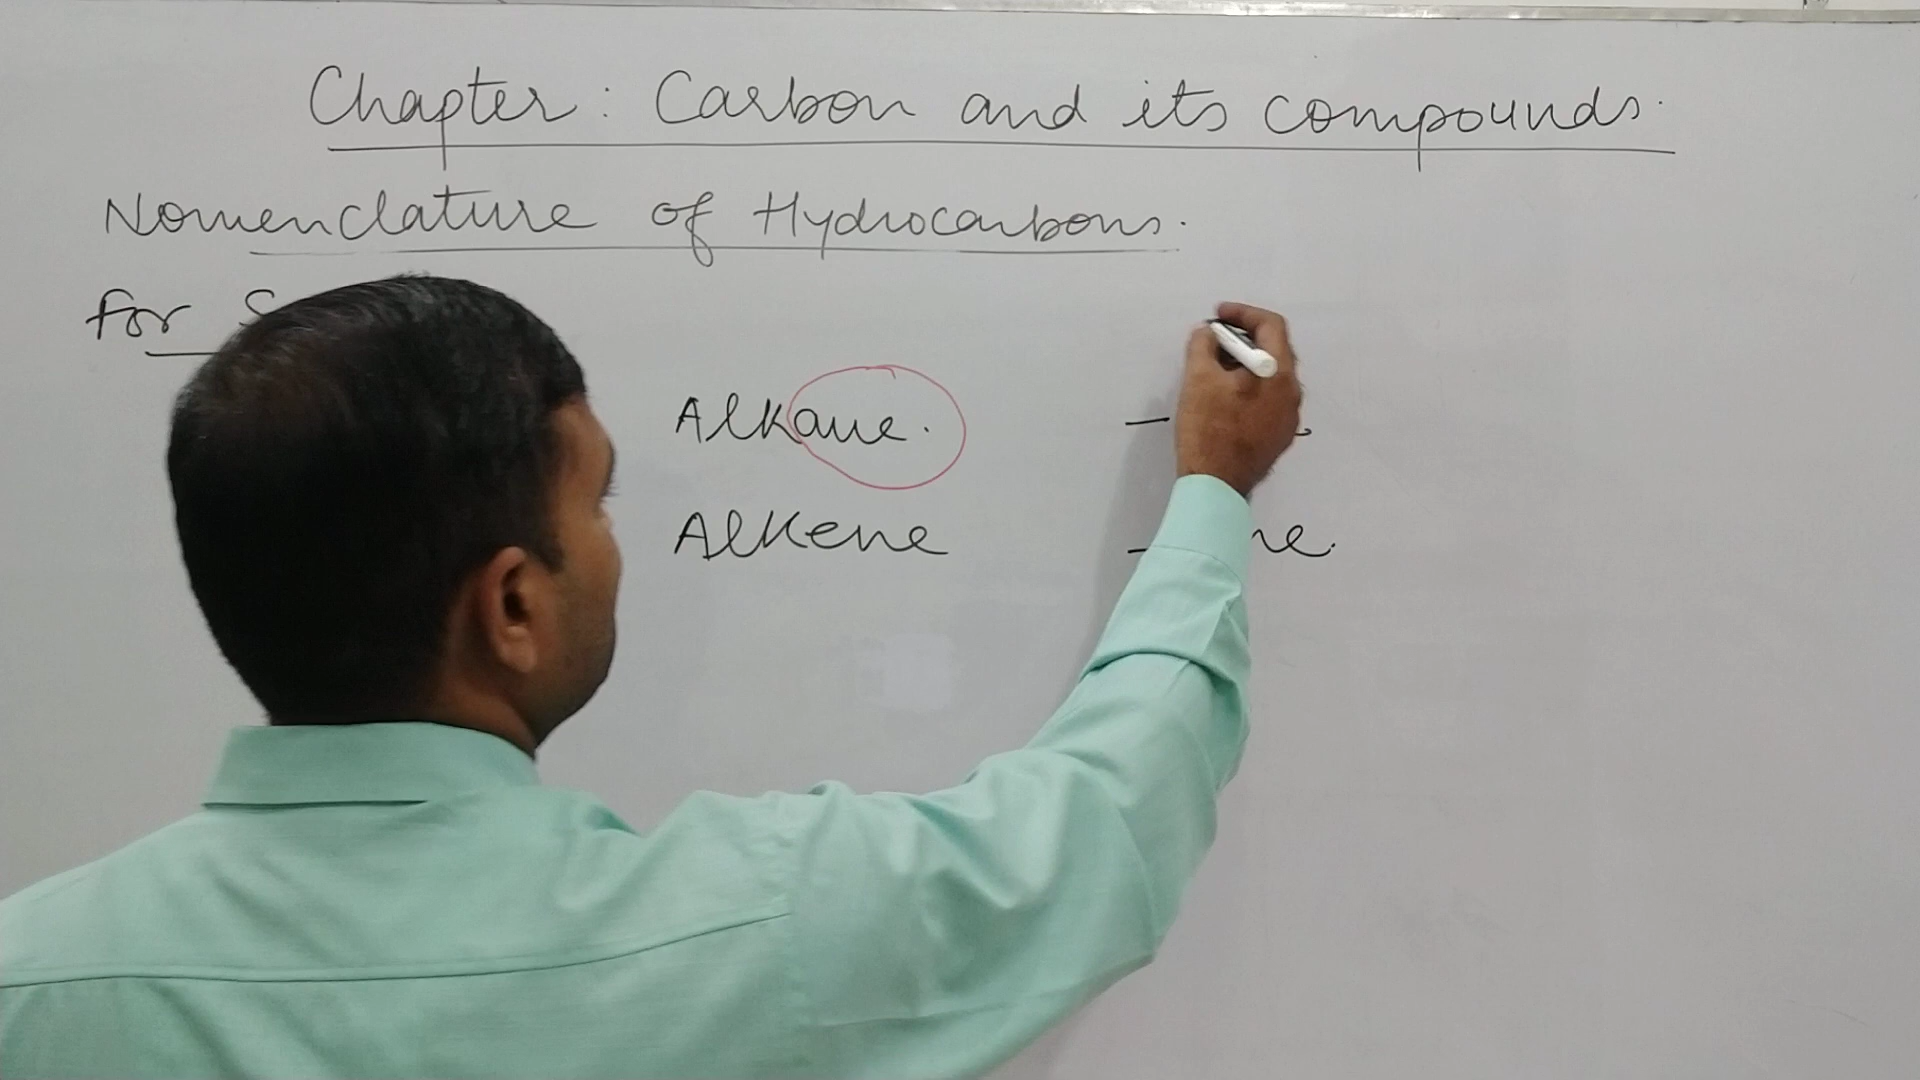 Chapter: Carbon and its compounds.
Nomenclature of Hydrocarbons.
For
Alkane.
Alkene